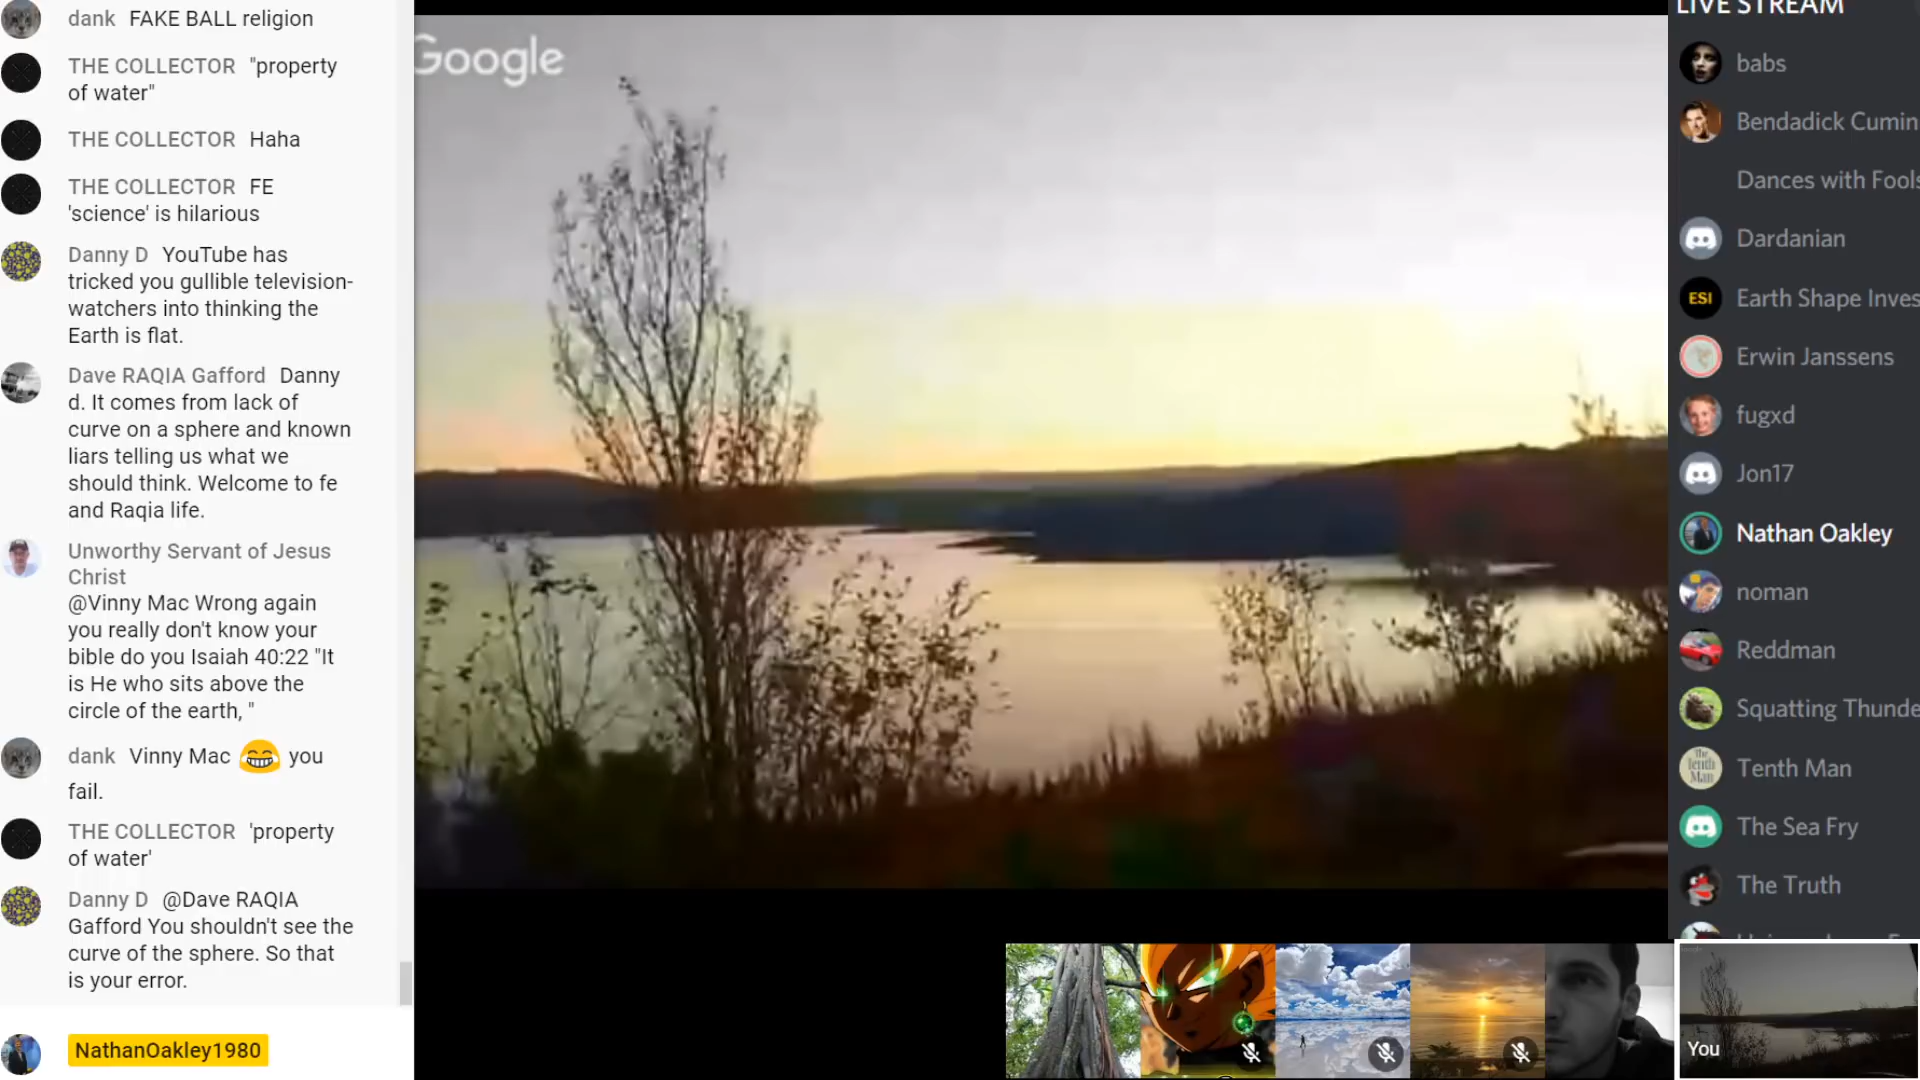 dank FAKE BALL religion
THE COLLECTOR "property
of water"
THE COLLECTOR Haha
THE COLLECTOR FE
'science' is hilarious
Danny D YouTube has
tricked you gullible television-
watchers into thinking the
Earth is flat.
Dave RAQIA Gafford Danny
d. It comes from lack of
curve on a sphere and known
liars telling us what we
should think. Welcome to fe
and Raqia life.
Unworthy Servant of Jesus
Christ
@Vinny Mac Wrong again
you really don't know your
bible do you Isaiah 40:22 "It
is He who sits above the
circle of the earth, "
dank Vinny Mac 😂 you
fail.
THE COLLECTOR 'property
of water'
Danny D @Dave RAQIA
Gafford You shouldn't see the
curve of the sphere. So that
is your error.
NathanOakley1980
Google
LIVE STREAM
babs
Bendadick Cumin
Dances with Fools
Dardanian
ESI
Earth Shape Inves
Erwin Janssens
fugxd
Jon17
Nathan Oakley
noman
Reddman
Squatting Thunde
The
Tenth
Man
Tenth Man
The Sea Fry
The Truth
You